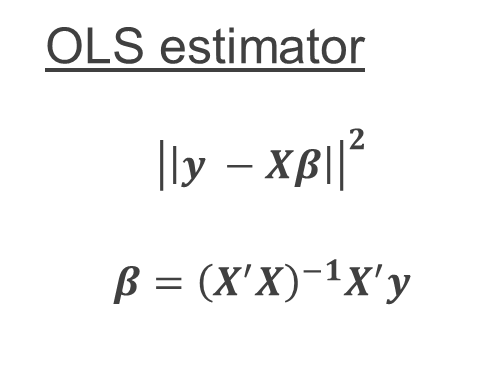 OLS estimator
||y − Xβ||²
β = (X′X)⁻¹X′y